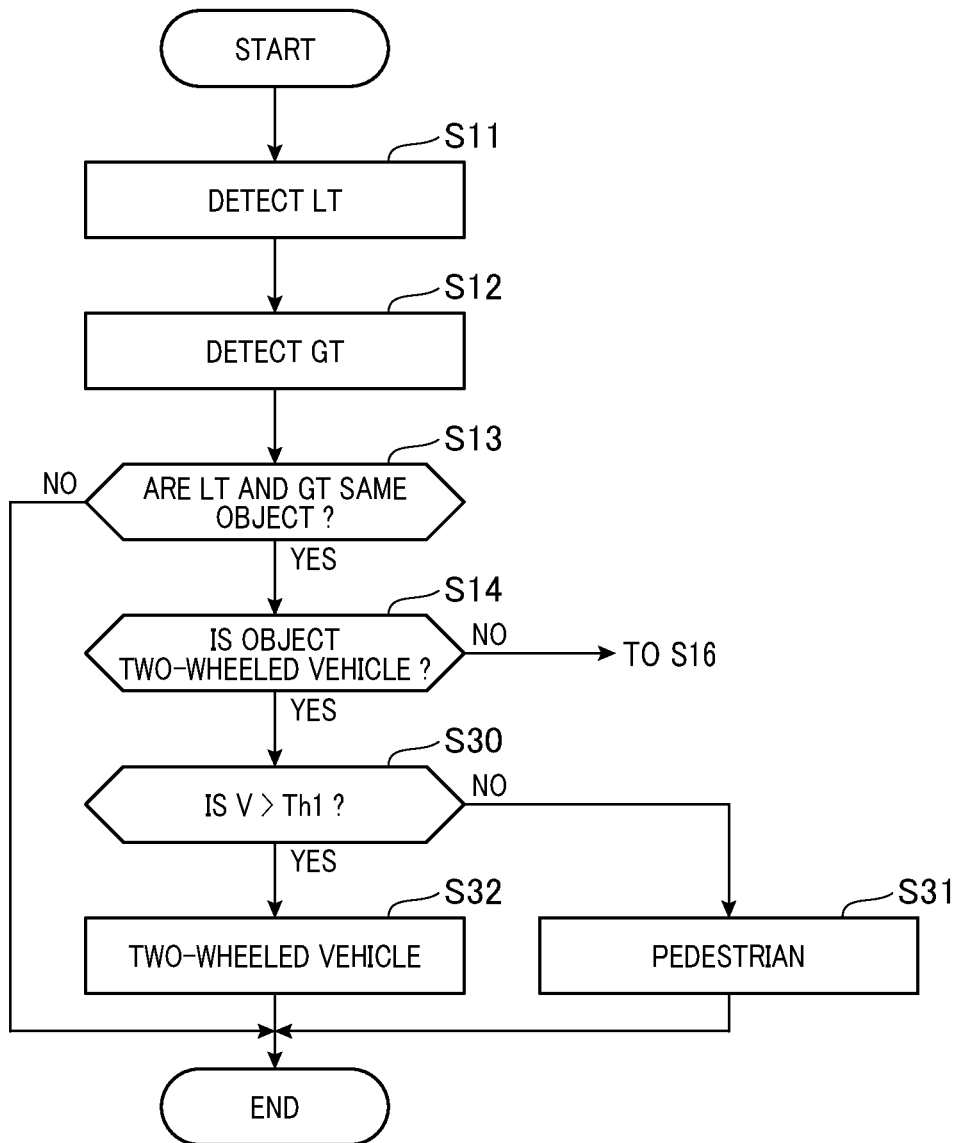 START
S11
DETECT LT
S12
DETECT GT
S13
NO
ARE LT AND GT SAME
OBJECT ?
YES
S14
IS OBJECT
TWO-WHEELED VEHICLE ?
NO
TO S16
YES
S30
IS V > Th1 ?
NO
YES
S32
TWO-WHEELED VEHICLE
S31
PEDESTRIAN
END